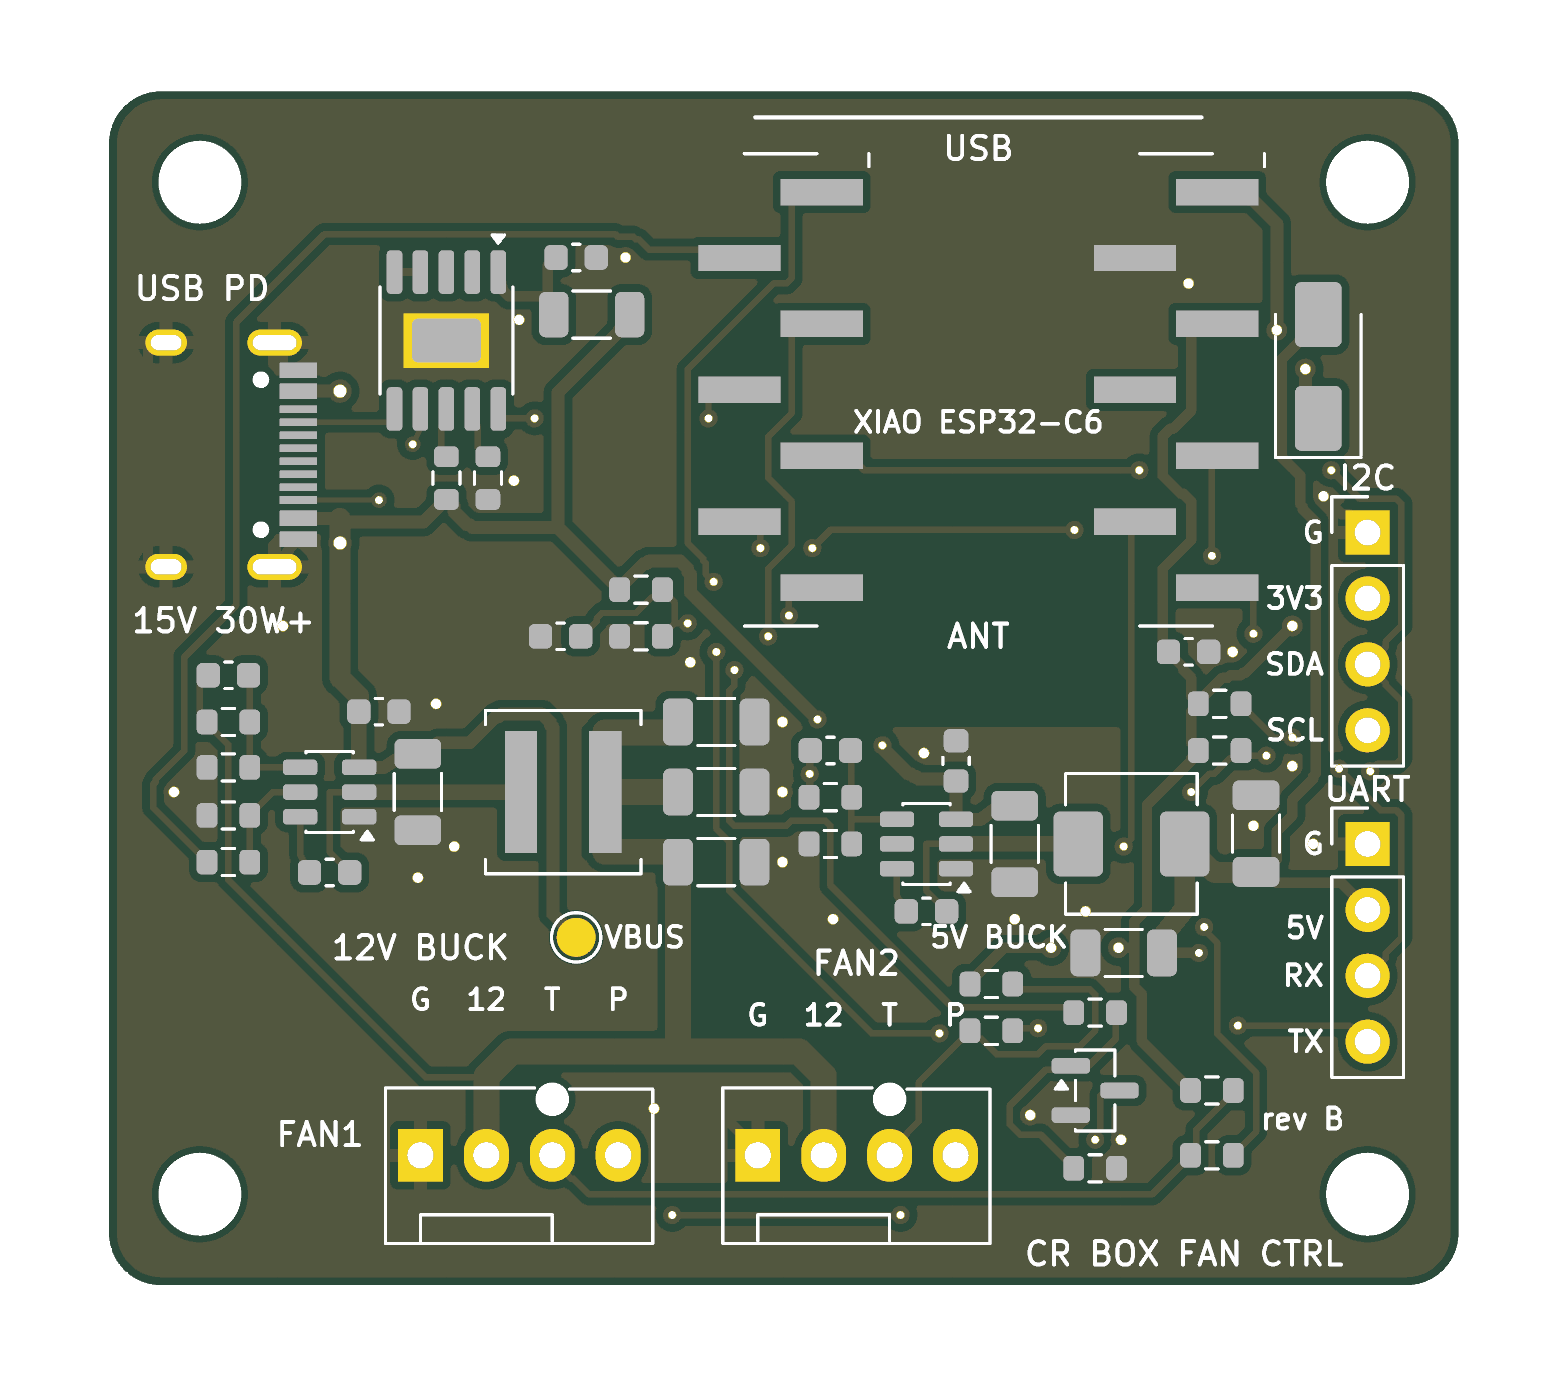 USB
USB PD
XIAO ESP32-C6
I2C
G
3V3
15V 30W+
ANT
SDA
SCL
UART
G
5V
VBUS
5V BUCK
12V BUCK
FAN2
RX
G 12 T P
G 12 T P
TX
rev B
FAN1
CR BOX FAN CTRL